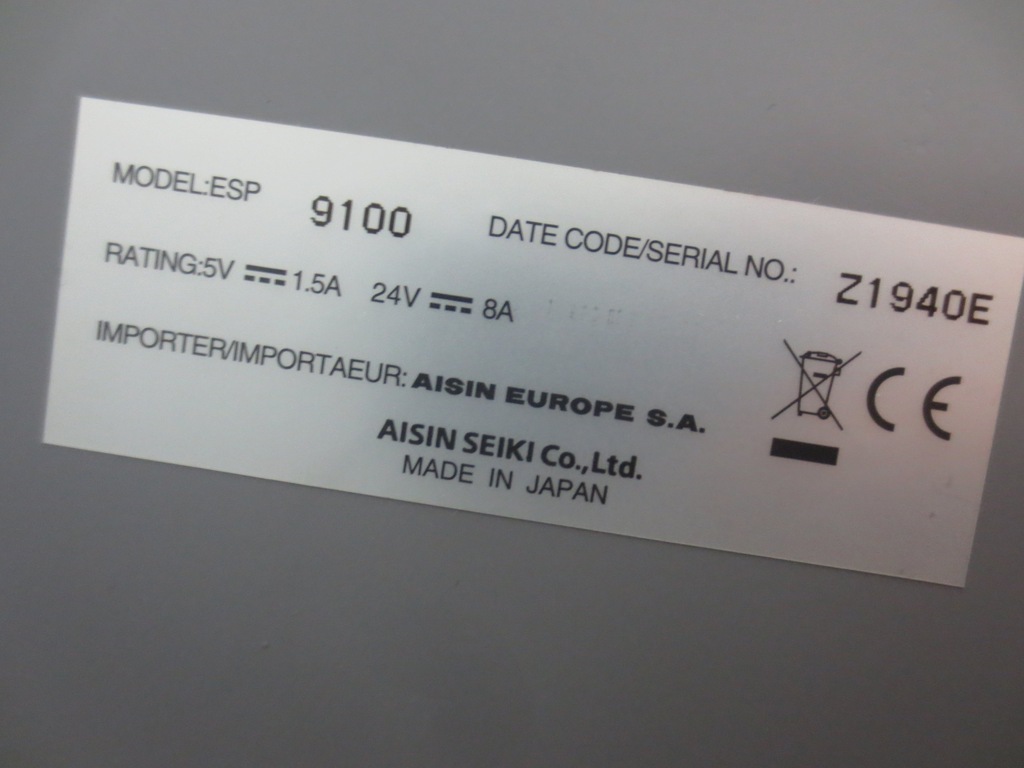 MODEL:ESP 9100 DATE CODE/SERIAL NO.: Z1940E
RATING:5V ⎓ 1.5A 24V ⎓ 8A
IMPORTER/IMPORTAEUR: AISIN EUROPE S.A.
CE
AISIN SEIKI Co.,Ltd.
MADE IN JAPAN